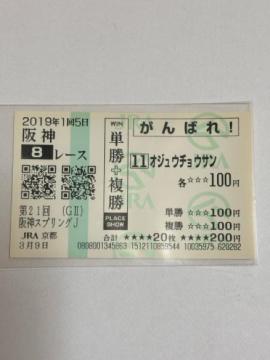 2019年1回5日
阪神
8レース
第21回 (GⅡ)
阪神スプリングJ
JRA 京都
3月9日
WIN
単勝+複勝
PLACE SHOW
がんばれ!
11 オジュウチョウサン
各☆☆☆100円
単勝 ☆☆☆100円
複勝 ☆☆☆100円
合計 ★★★★20枚 ★★★★200円
0808001345863 1512110859544 10035975 620262